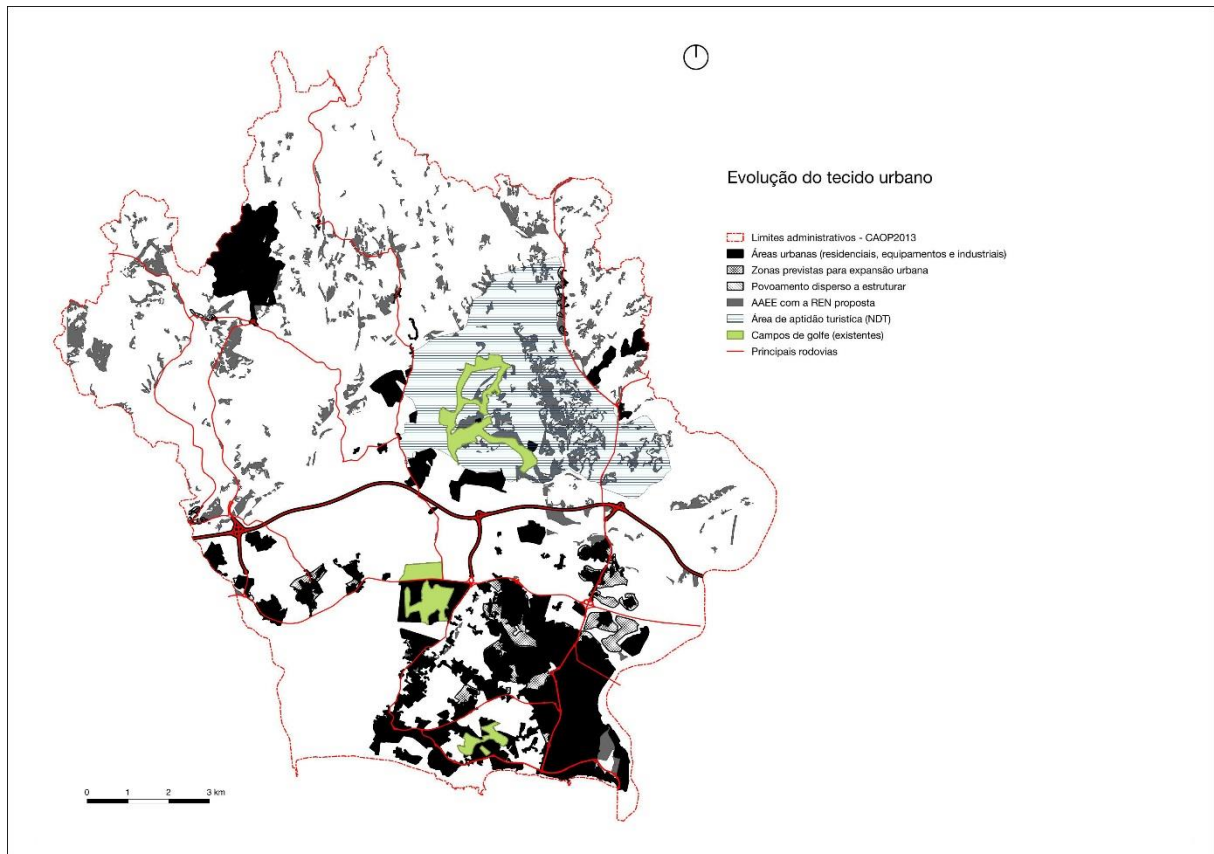 Evolução do tecido urbano
Limites administrativos - CAOP2013
Áreas urbanas (residenciais, equipamentos e industriais)
Zonas previstas para expansão urbana
Povoamento disperso a estruturar
AAEE com a REN proposta
Área de aptidão turística (NDT)
Campos de golfe (existentes)
Principais rodovias
0 1 2 3 km